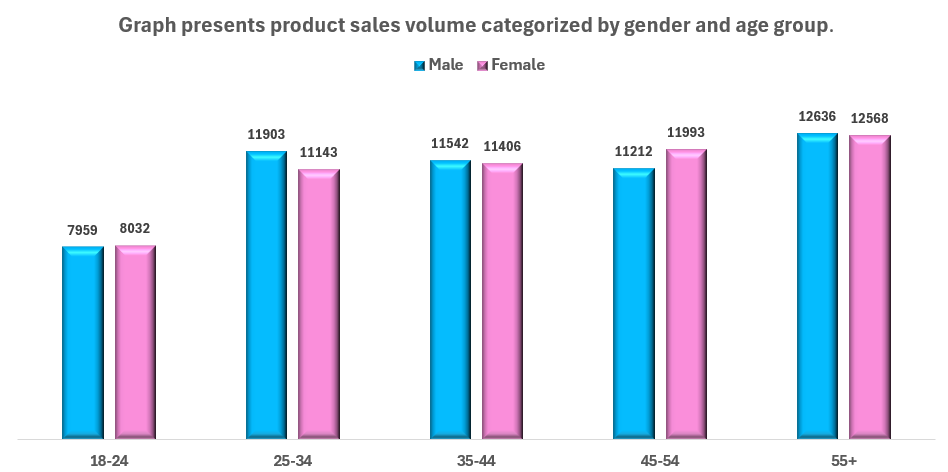 Graph presents product sales volume categorized by gender and age group.
Male Female
7959 8032 11903 11143 11542 11406 11212 11993 12636 12568
18-24 25-34 35-44 45-54 55+